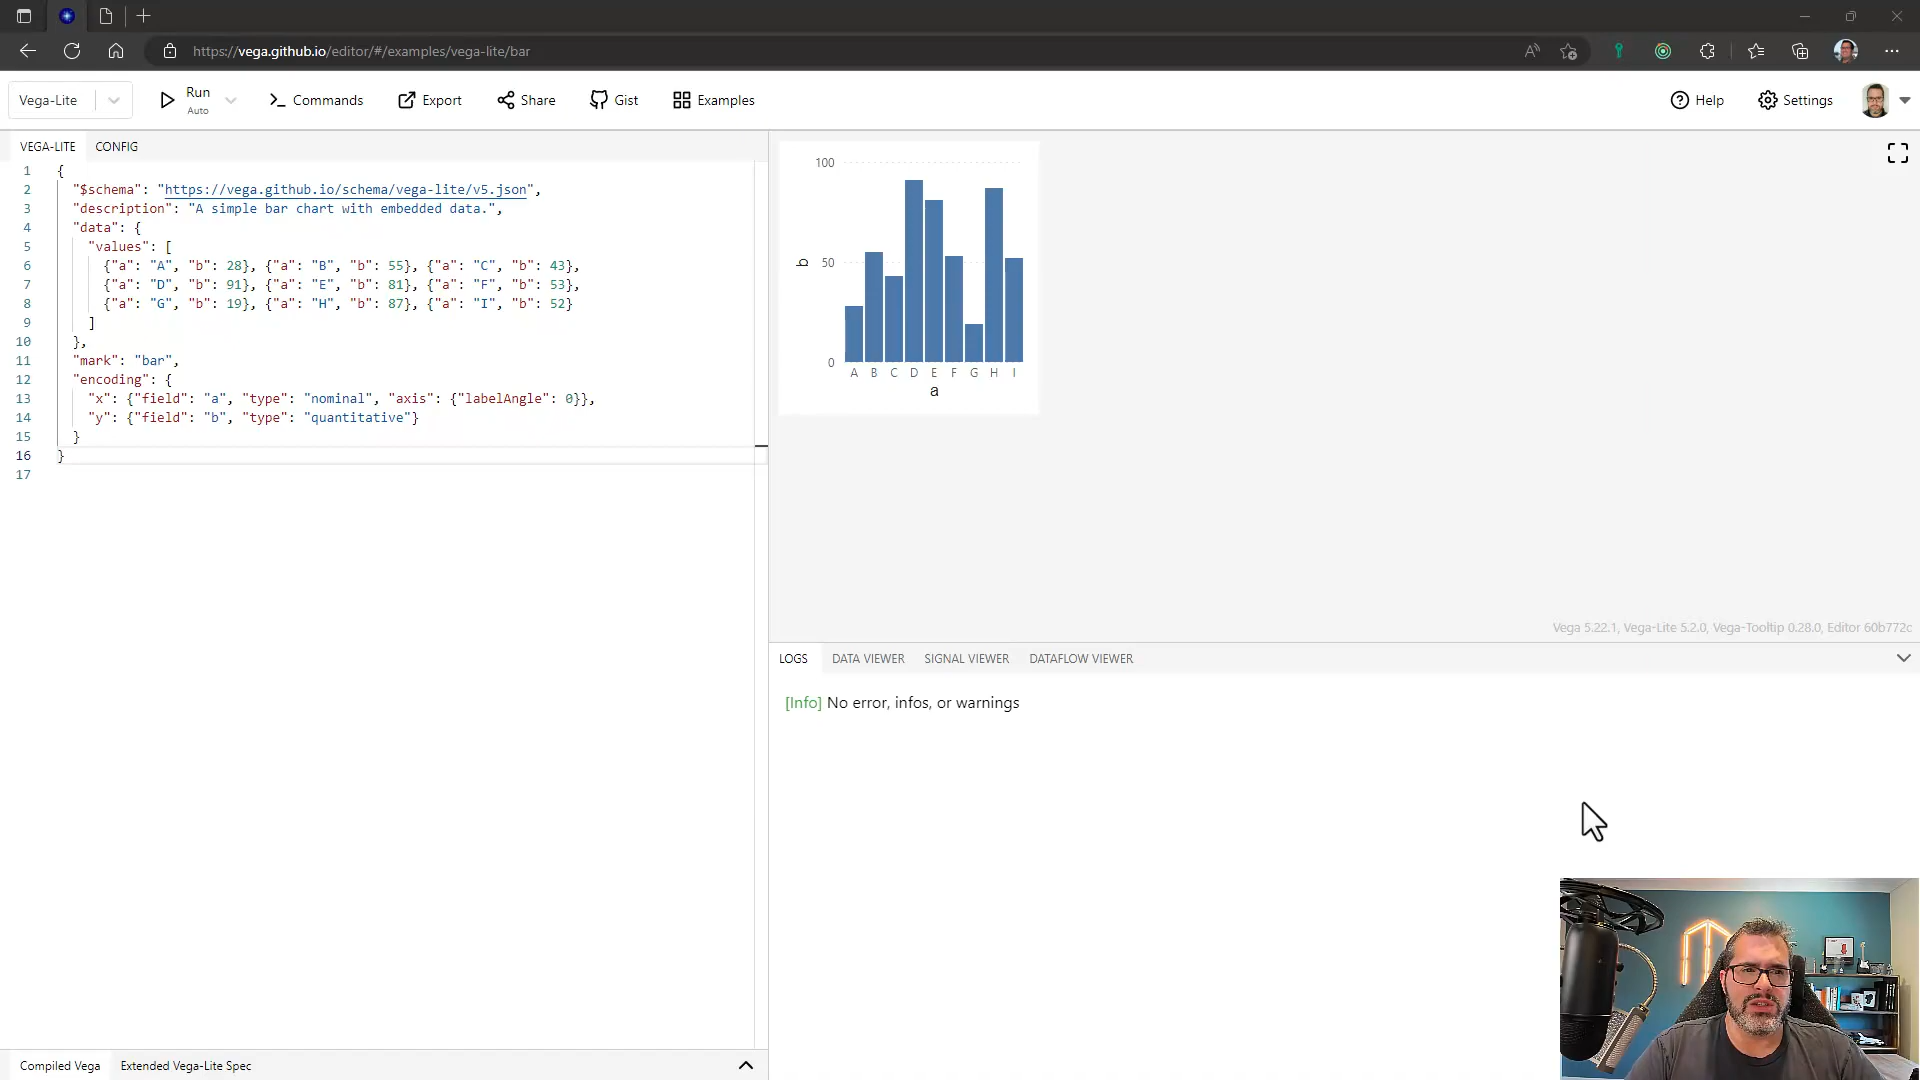 https://vega.github.io/editor/#/examples/vega-lite/bar
Vega-Lite
Run
Auto
Commands
Export
Share
Gist
Examples
Help
Settings
VEGA-LITE
CONFIG
1 {
2 "$schema": "https://vega.github.io/schema/vega-lite/v5.json",
3 "description": "A simple bar chart with embedded data.",
4 "data": {
5 "values": [
6 {"a": "A", "b": 28}, {"a": "B", "b": 55}, {"a": "C", "b": 43},
7 {"a": "D", "b": 91}, {"a": "E", "b": 81}, {"a": "F", "b": 53},
8 {"a": "G", "b": 19}, {"a": "H", "b": 87}, {"a": "I", "b": 52}
9 ]
10 },
11 "mark": "bar",
12 "encoding": {
13 "x": {"field": "a", "type": "nominal", "axis": {"labelAngle": 0}},
14 "y": {"field": "b", "type": "quantitative"}
15 }
16 }
17
100
50
0
b
A B C D E F G H I
a
Vega 5.22.1, Vega-Lite 5.2.0, Vega-Tooltip 0.28.0, Editor 60b772c
LOGS
DATA VIEWER
SIGNAL VIEWER
DATAFLOW VIEWER
[Info] No error, infos, or warnings
Compiled Vega
Extended Vega-Lite Spec